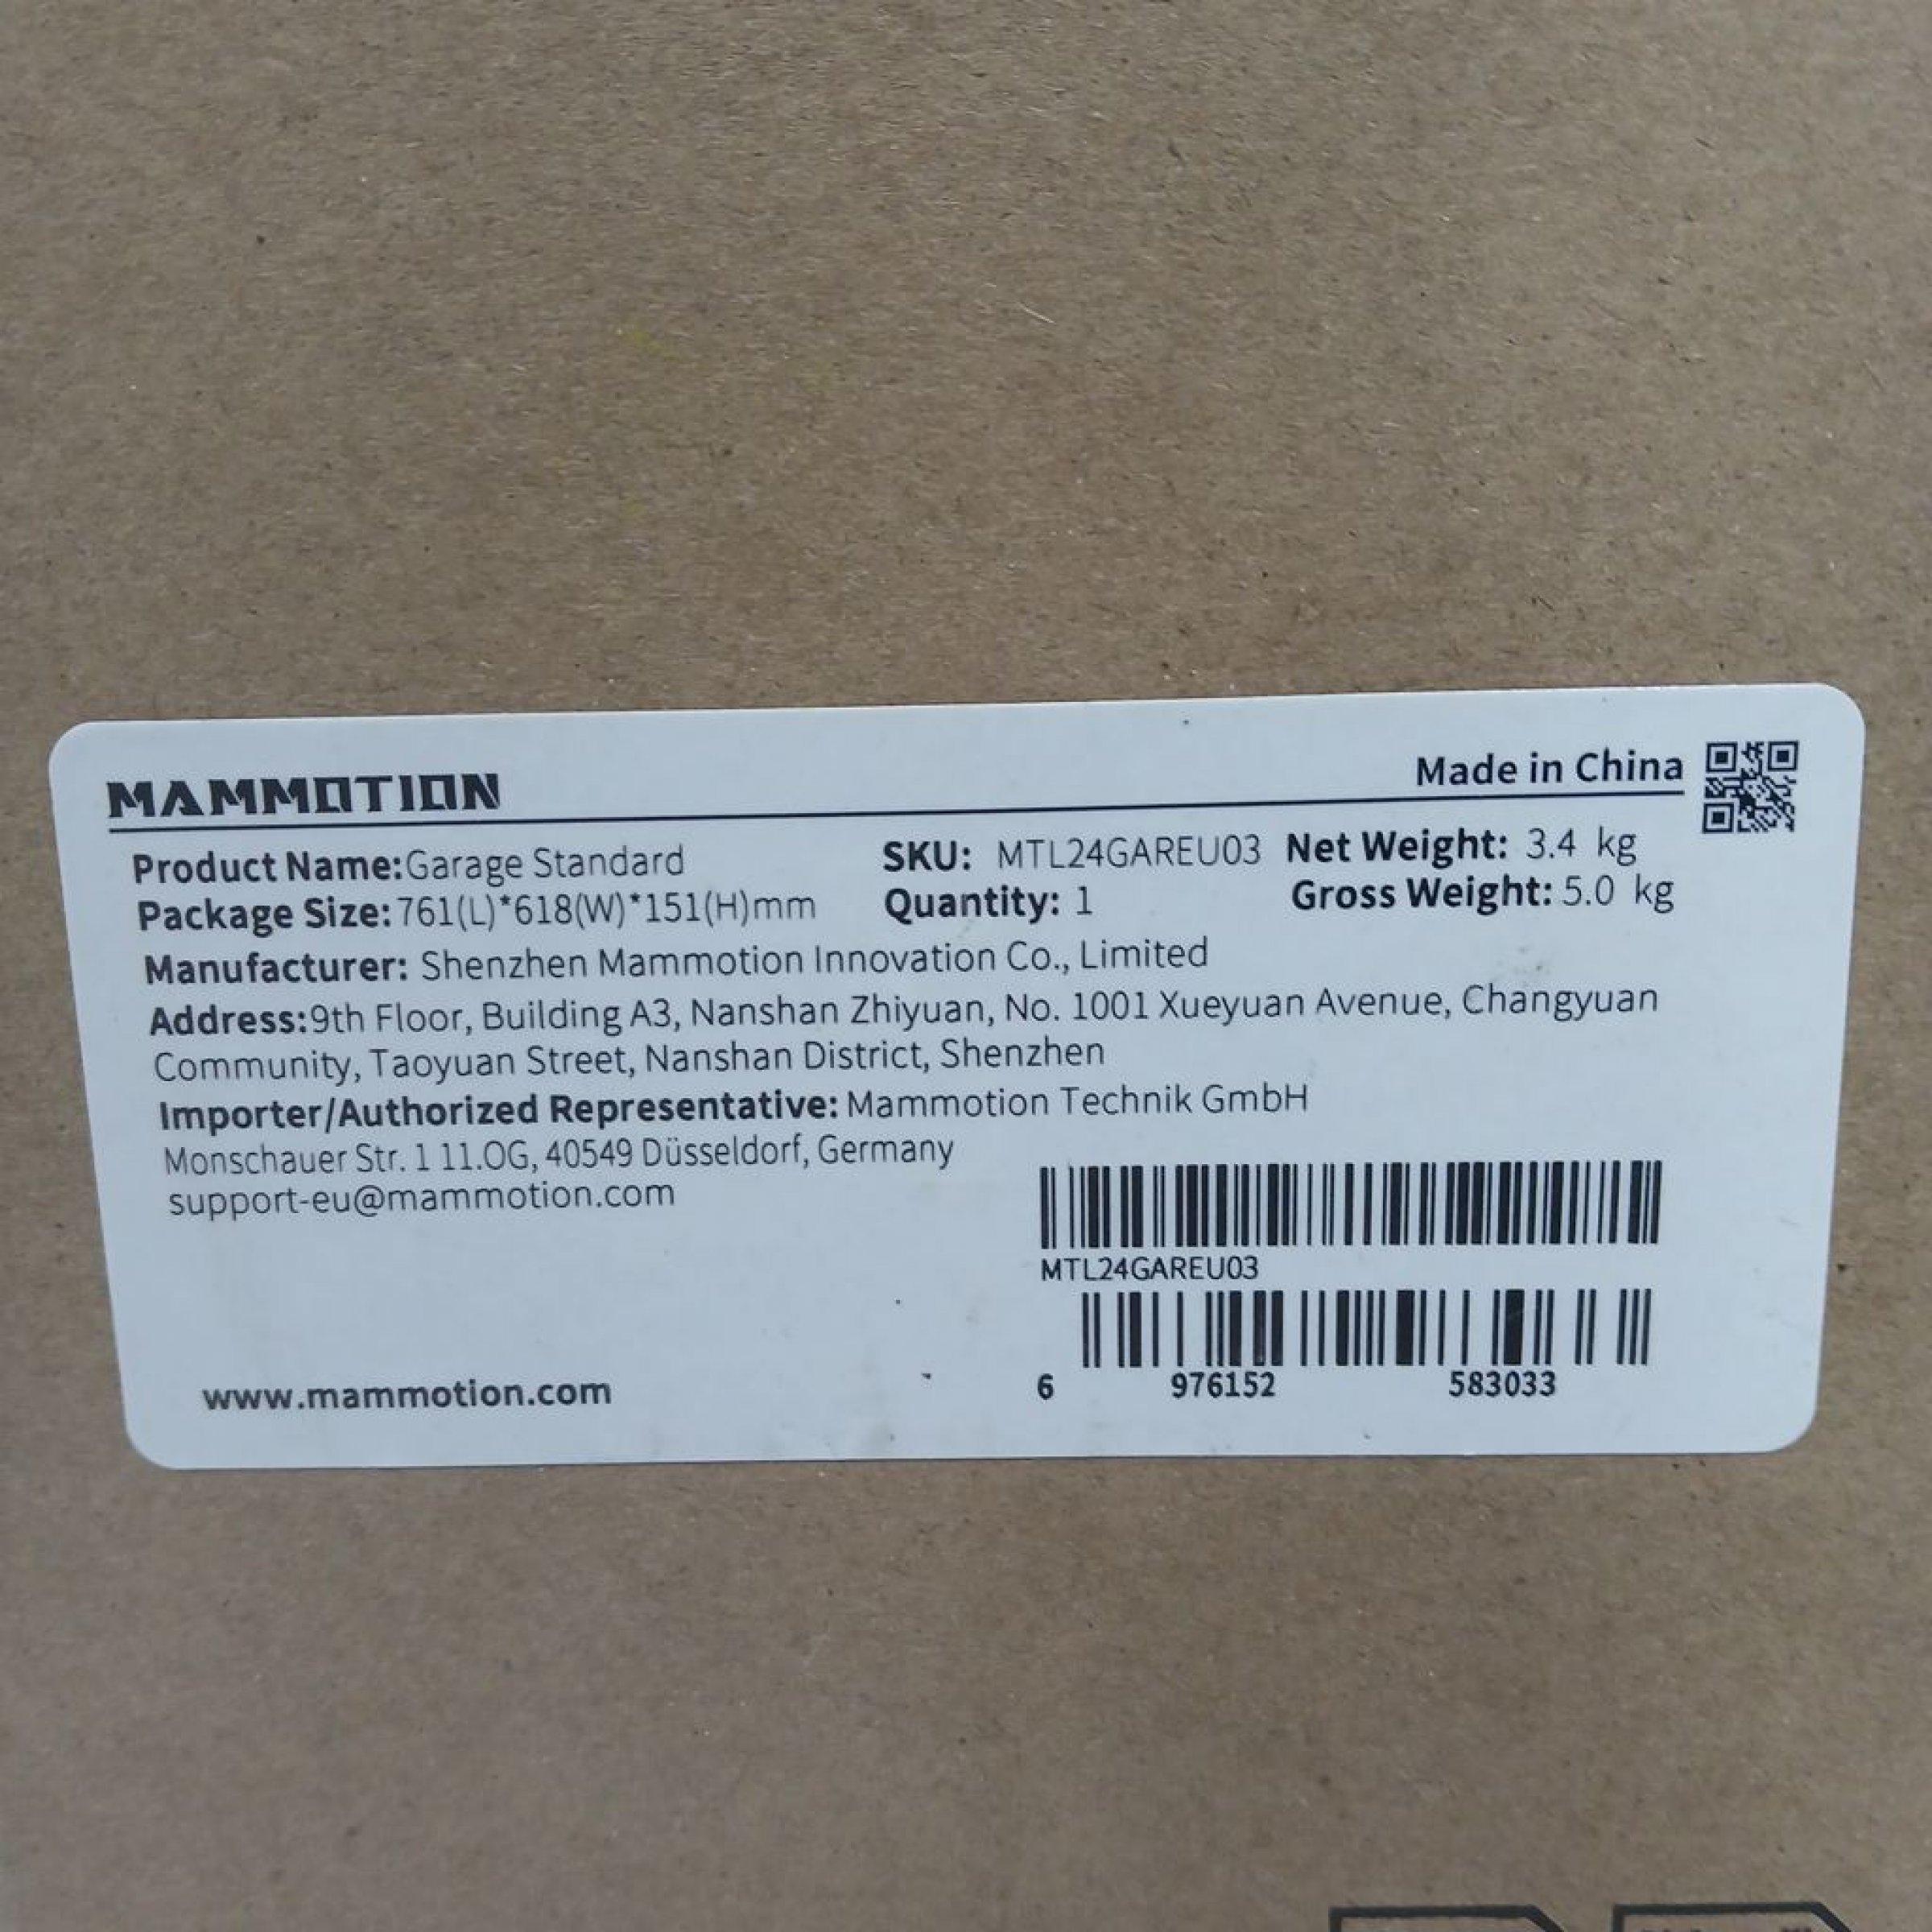 MAMMOTION
Made in China
Product Name:Garage Standard SKU: MTL24GAREU03 Net Weight: 3.4 kg
Package Size:761(L)*618(W)*151(H)mm Quantity: 1 Gross Weight:5.0 kg
Manufacturer: Shenzhen Mammotion Innovation Co., Limited
Address:9th Floor, Building A3, Nanshan Zhiyuan, No. 1001 Xueyuan Avenue, Changyuan
Community, Taoyuan Street, Nanshan District, Shenzhen
Importer/Authorized Representative: Mammotion Technik GmbH
Monschauer Str. 1 11.OG, 40549 Düsseldorf, Germany
support-eu@mammotion.com
MTL24GAREU03
www.mammotion.com
6 976152 583033